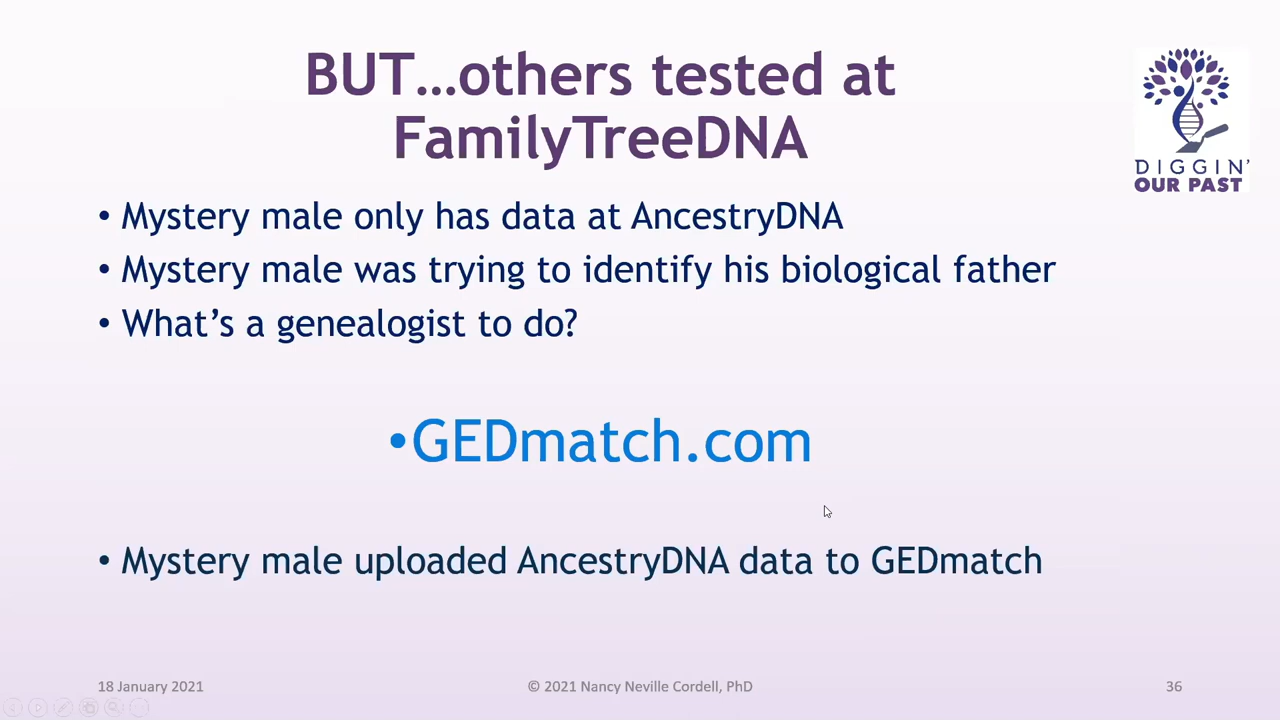 BUT…others tested at
FamilyTreeDNA
DIGGIN'
OUR PAST
• Mystery male only has data at AncestryDNA
• Mystery male was trying to identify his biological father
• What’s a genealogist to do?
•GEDmatch.com
• Mystery male uploaded AncestryDNA data to GEDmatch
18 January 2021
© 2021 Nancy Neville Cordell, PhD
36